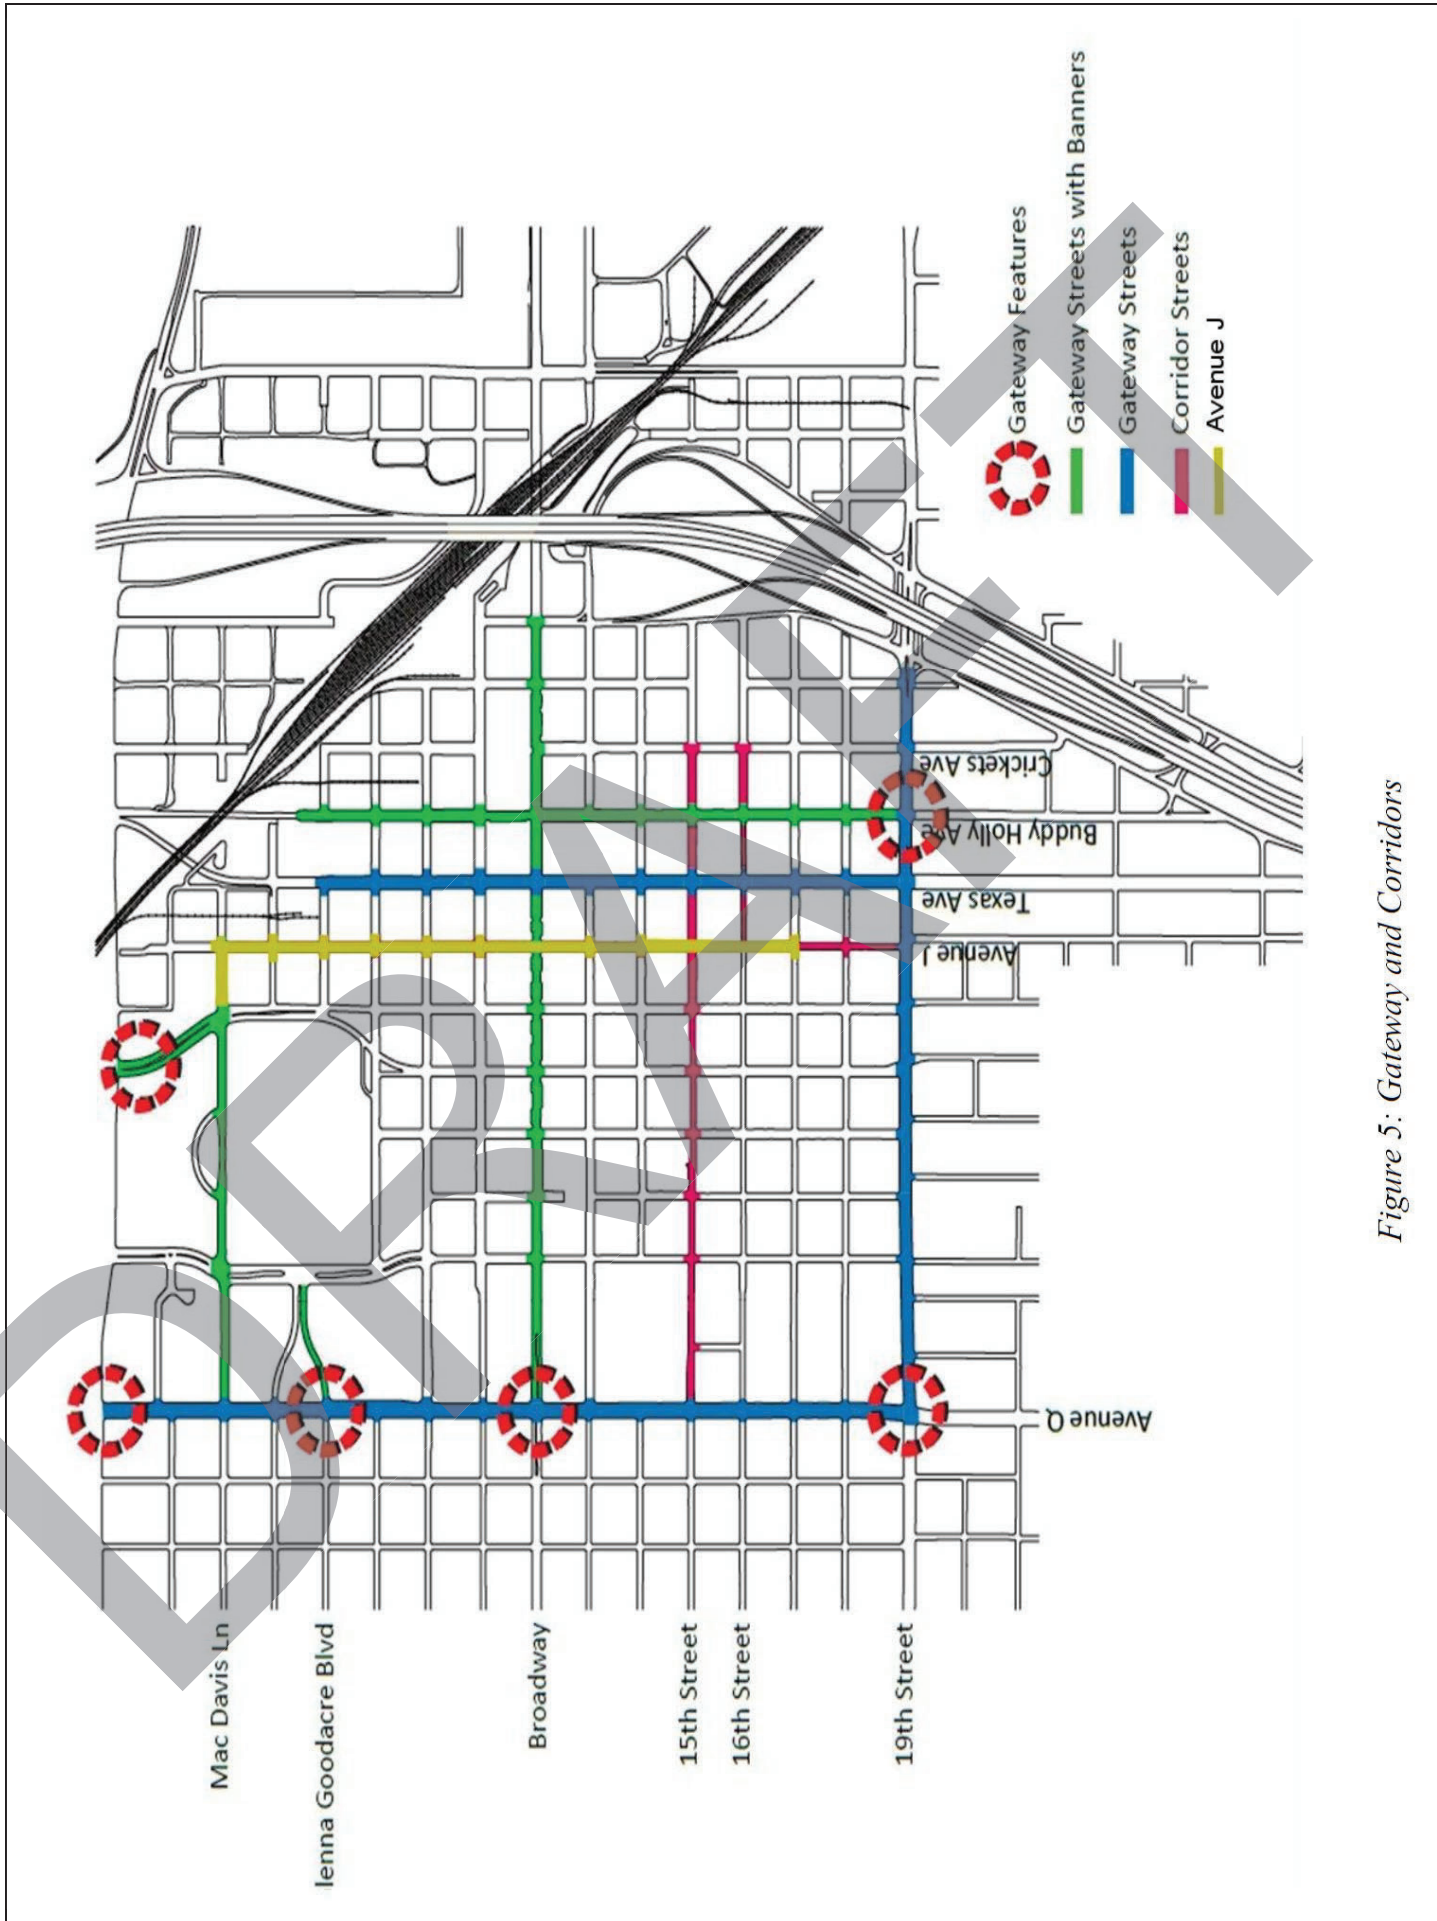 Mac Davis Ln
lenna Goodacre Blvd
Broadway
15th Street
16th Street
19th Street
Avenue Q
Avenue J
Texas Ave
Buddy Holly Ave
Crickets Ave
Gateway Features
Gateway Streets with Banners
Gateway Streets
Corridor Streets
Avenue J
Figure 5: Gateway and Corridors
DRAFT